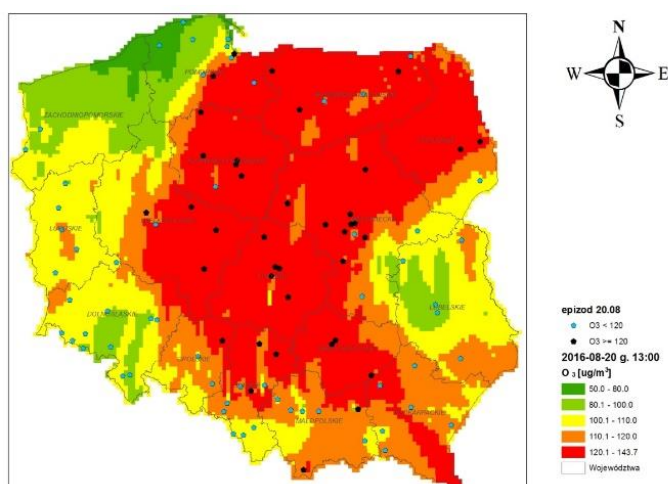 N
W E
S
POMORSKIE
ZACHODNIOPOMORSKIE
LUBUSKIE
DOLNOŚLĄSKIE
OPOLSKIE
LUBELSKIE
MAŁOPOLSKIE
epizod 20.08
O3 < 120
O3 >= 120
2016-08-20 g. 13:00
O 3 [ug/m³]
50.0 - 80.0
80.1 - 100.0
100.1 - 110.0
110.1 - 120.0
120.1 - 143.7
Województwa